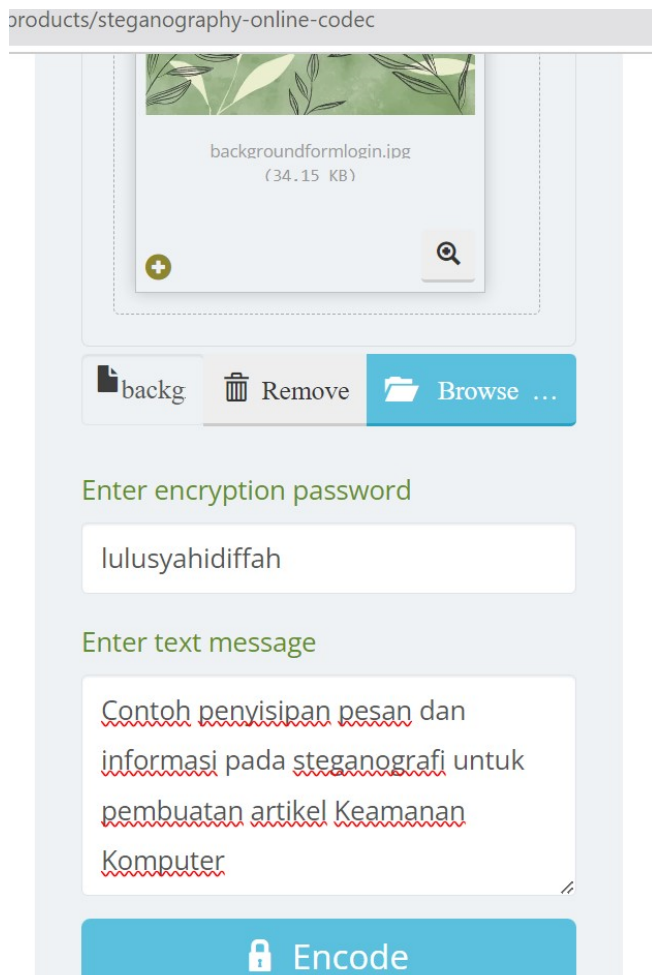 products/steganography-online-codec
backgroundformlogin.jpg
(34.15 KB)
backg
Remove
Browse ...
Enter encryption password
lulusyahidiffah
Enter text message
Contoh penyisipan pesan dan
informasi pada steganografi untuk
pembuatan artikel Keamanan
Komputer
Encode